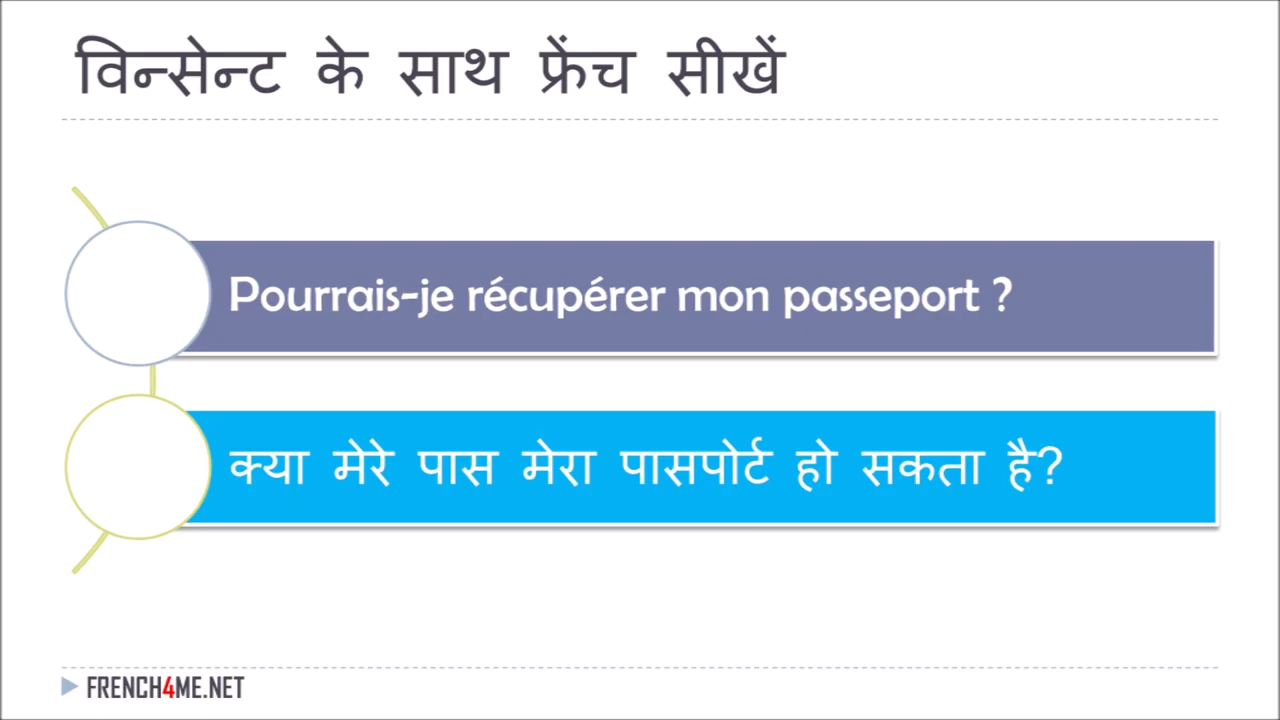 विन्सेन्ट के साथ फ्रेंच सीखें
Pourrais-je récupérer mon passeport ?
क्या मेरे पास मेरा पासपोर्ट हो सकता है?
FRENCH4ME.NET